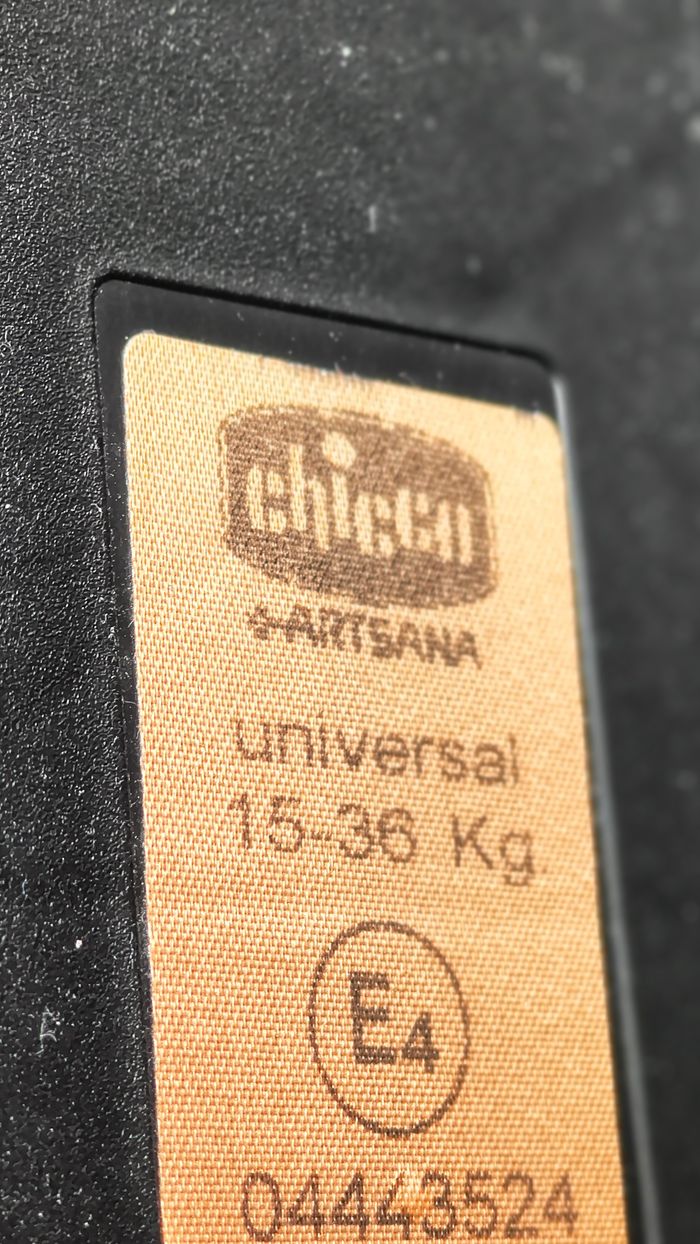 chicco
ARTSANA
universal
15-36 Kg
E4
04443524